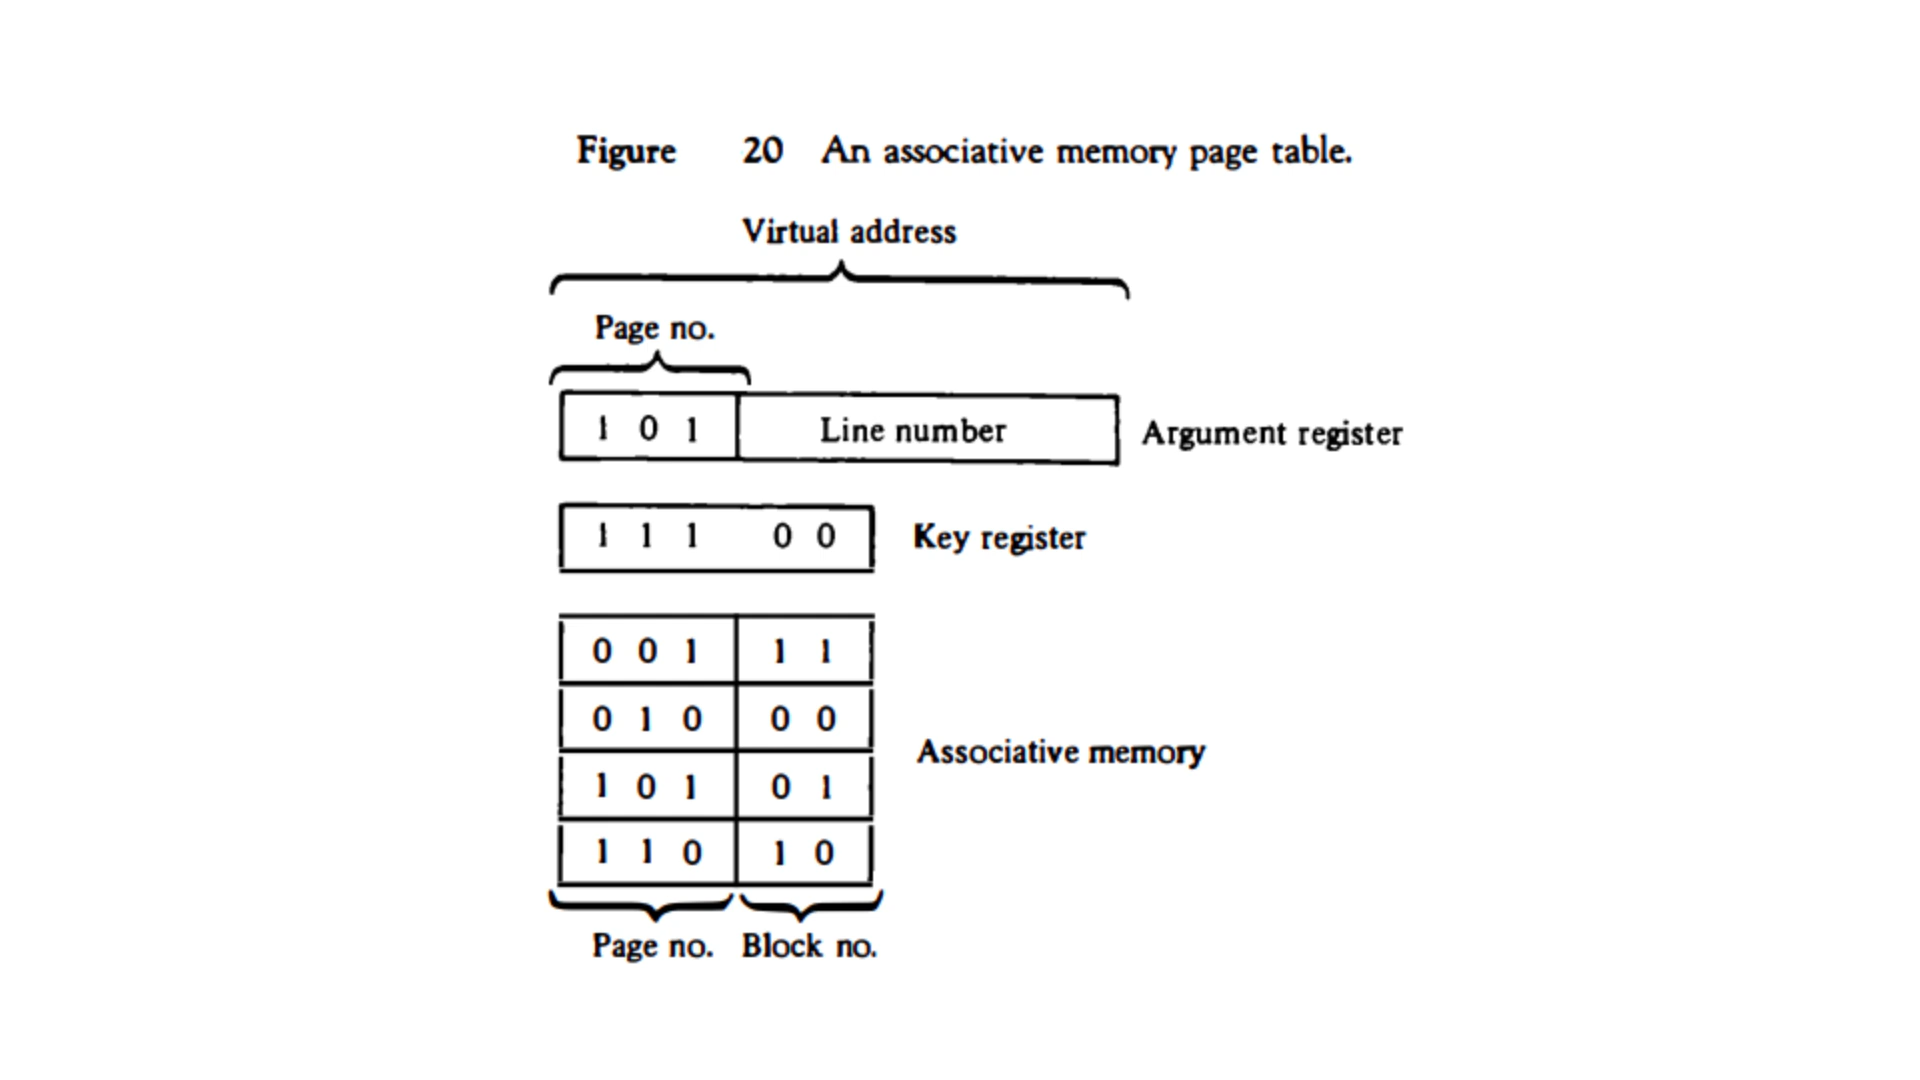 Figure 20 An associative memory page table.
Virtual address
Page no.
1 0 1 Line number Argument register
1 1 1 0 0 Key register
0 0 1 1 1
0 1 0 0 0
Associative memory
1 0 1 0 1
1 1 0 1 0
Page no. Block no.